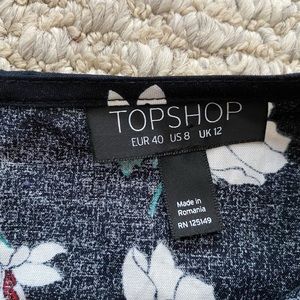 TOPSHOP
EUR 40 US 8 UK 12
Made in
Romania
RN 125149